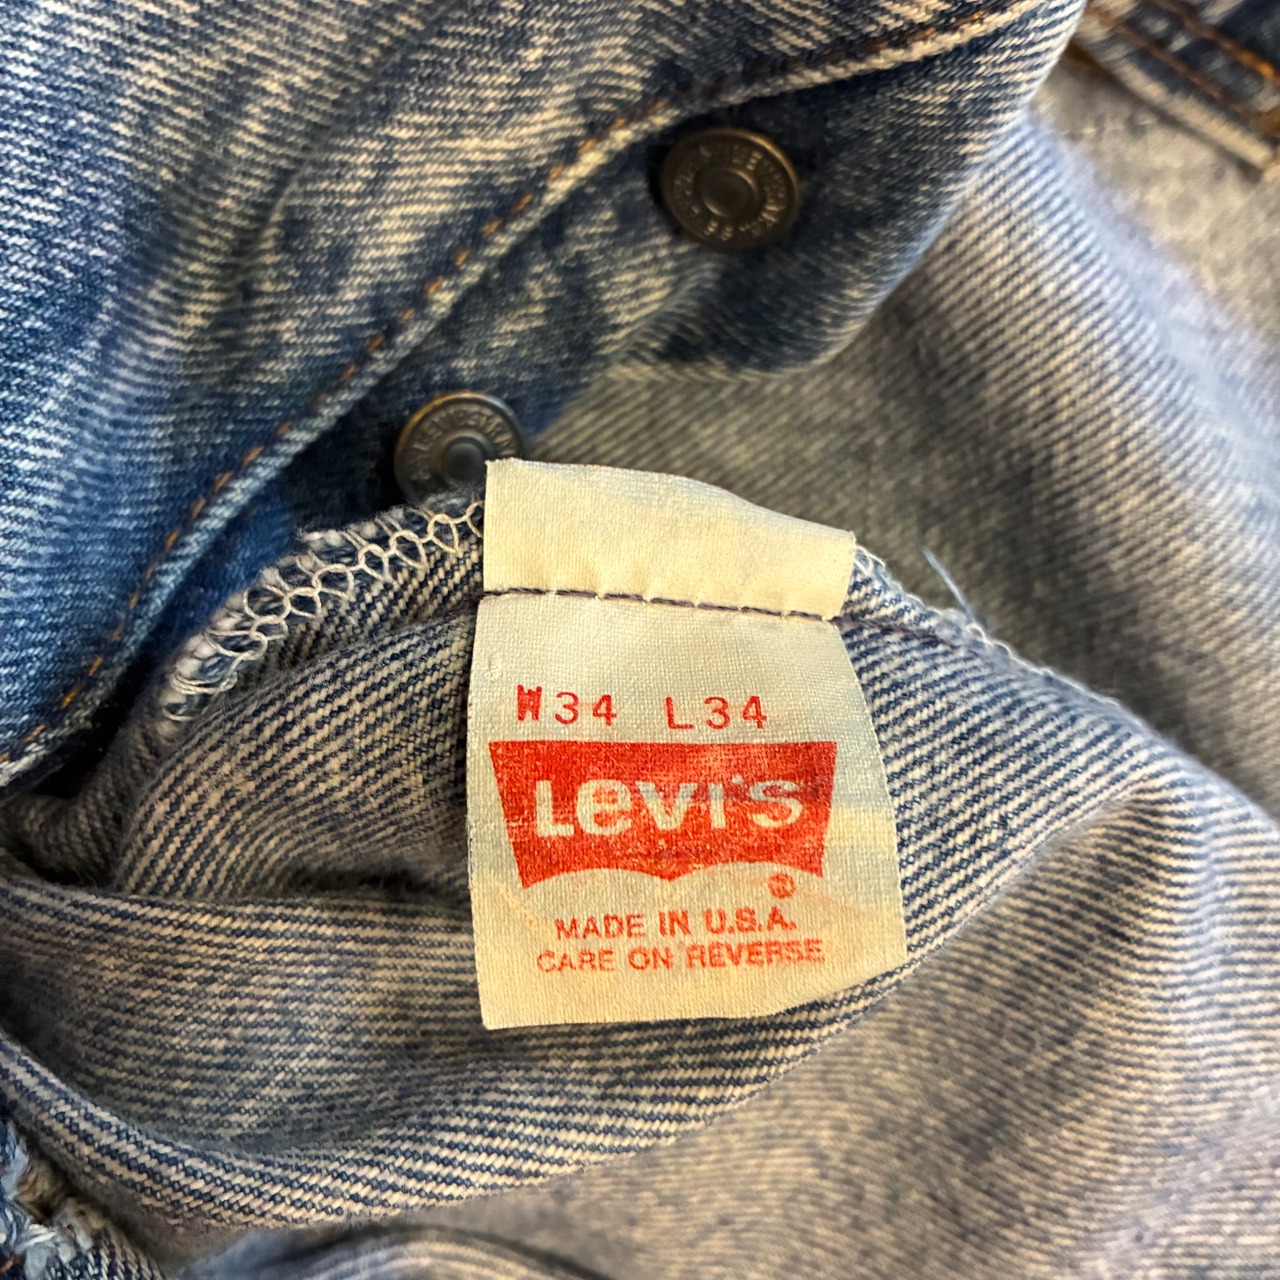 W34 L34
Levi's
®
MADE IN U.S.A.
CARE ON REVERSE